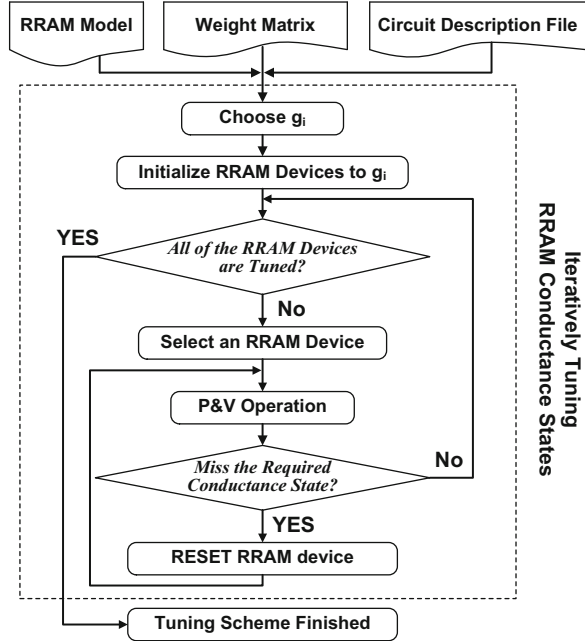 RRAM Model
Weight Matrix
Circuit Description File
Choose gi
Initialize RRAM Devices to gi
YES
All of the RRAM Devices
are Tuned?
No
Select an RRAM Device
P&V Operation
Miss the Required
Conductance State?
No
YES
RESET RRAM device
Tuning Scheme Finished
Iteratively Tuning
RRAM Conductance States